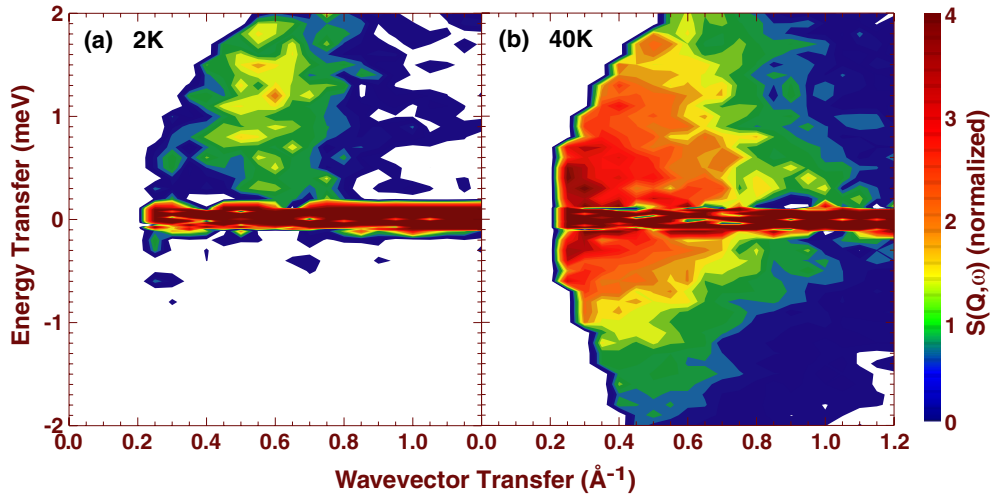 (a) 2K
(b) 40K
2
1
0
-1
-2
Energy Transfer (meV)
0.0 0.2 0.4 0.6 0.8 1.0 0.0 0.2 0.4 0.6 0.8 1.0 1.2
Wavevector Transfer (Å-1)
4
3
2
1
0
S(Q,ω) (normalized)